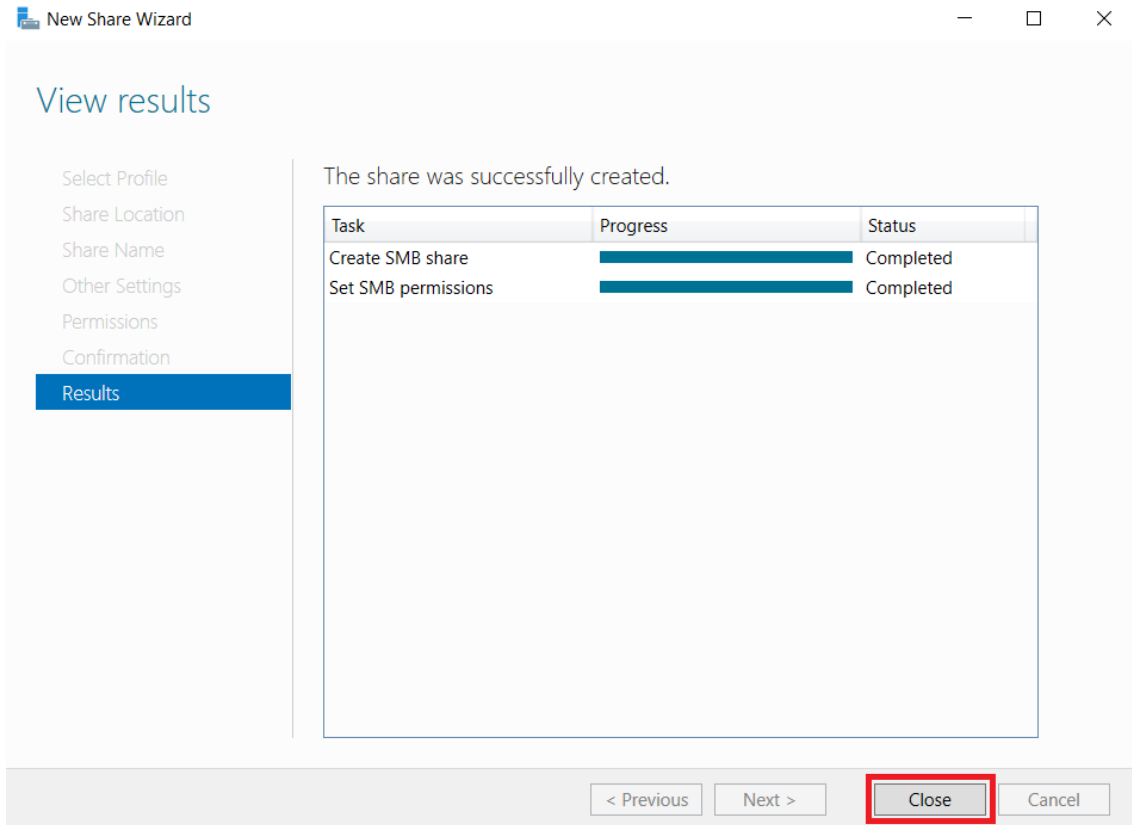 New Share Wizard
View results
Select Profile
Share Location
Share Name
Other Settings
Permissions
Confirmation
Results
The share was successfully created.
Task Progress Status
Create SMB share Completed
Set SMB permissions Completed
< Previous Next > Close Cancel